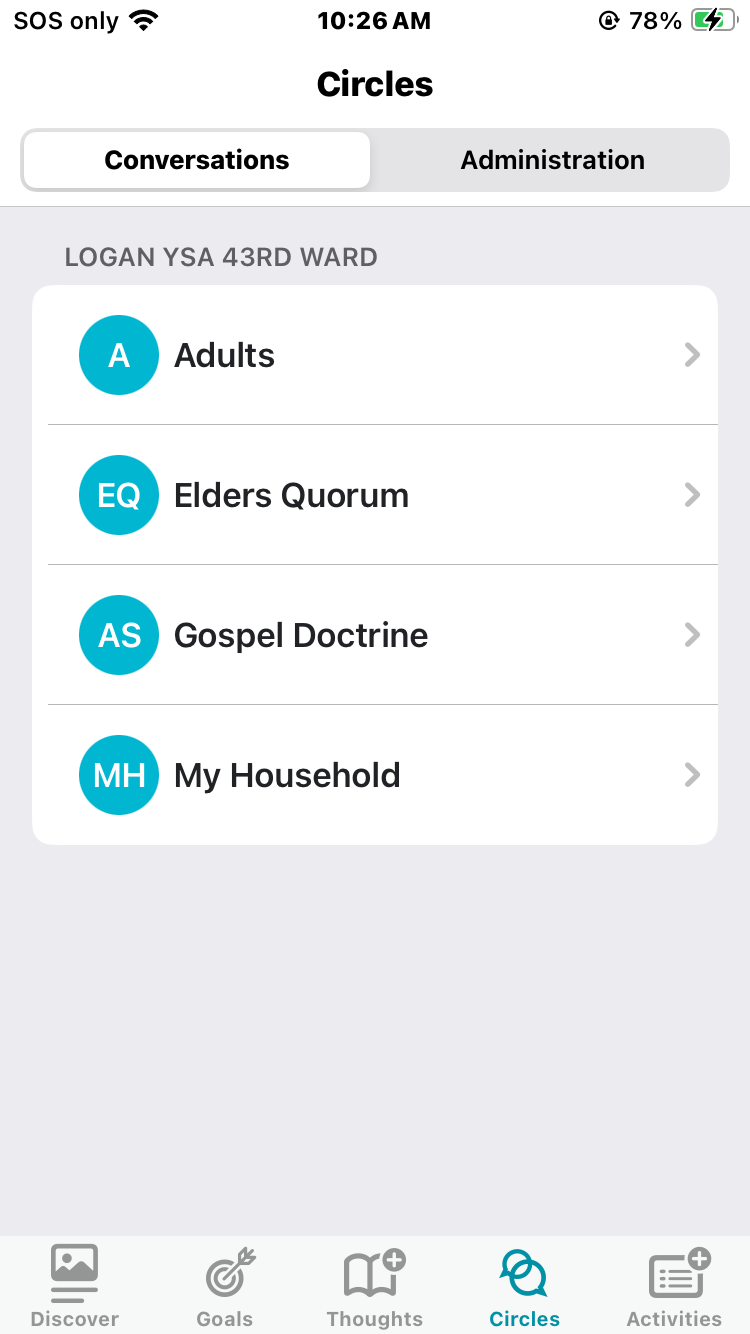 SOS only 10:26 AM 78%
Circles
Conversations Administration
LOGAN YSA 43RD WARD
A Adults
EQ Elders Quorum
AS Gospel Doctrine
MH My Household
Discover Goals Thoughts Circles Activities